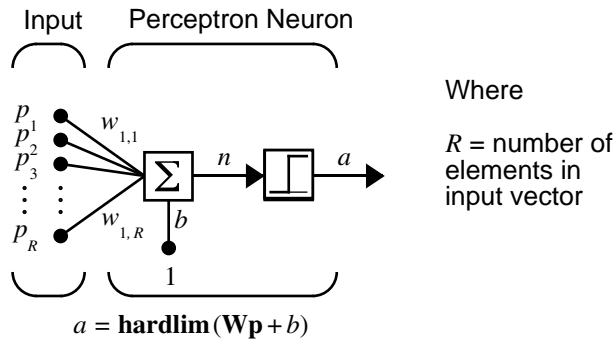 Input Perceptron Neuron
Where
p1 w1,1
p2
p3 Σ n a
R = number of
elements in
input vector
pR w1,R b
1
a = hardlim (Wp + b)